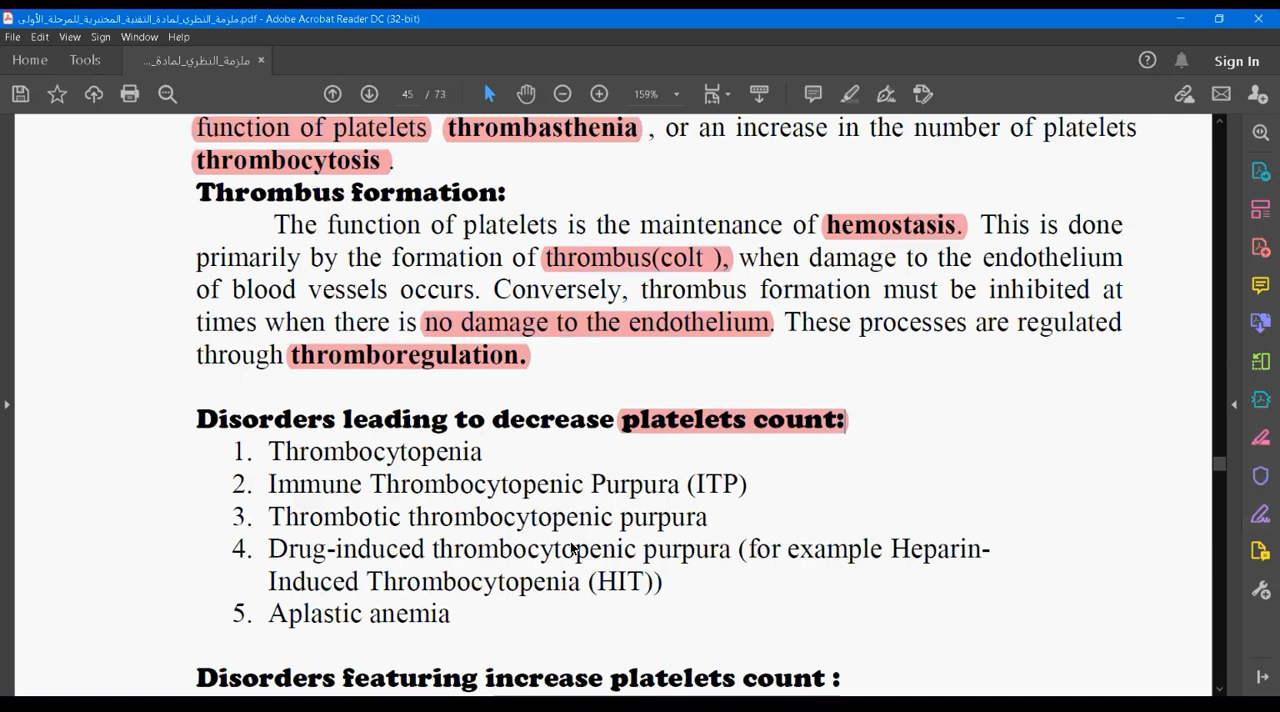 ملزمة_النظري_لمادة_التقنية_المختبرية_للمرحلة_الأولى.pdf - Adobe Acrobat Reader DC (32-bit)
File Edit View Sign Window Help
Home Tools ملزمة_النظري_لمادة_... × Sign In
45 / 73 159%
function of platelets thrombasthenia , or an increase in the number of platelets
thrombocytosis .
Thrombus formation:
The function of platelets is the maintenance of hemostasis. This is done
primarily by the formation of thrombus(colt ), when damage to the endothelium
of blood vessels occurs. Conversely, thrombus formation must be inhibited at
times when there is no damage to the endothelium. These processes are regulated
through thromboregulation.
Disorders leading to decrease platelets count:
1. Thrombocytopenia
2. Immune Thrombocytopenic Purpura (ITP)
3. Thrombotic thrombocytopenic purpura
4. Drug-induced thrombocytopenic purpura (for example Heparin-
Induced Thrombocytopenia (HIT))
5. Aplastic anemia
Disorders featuring increase platelets count :